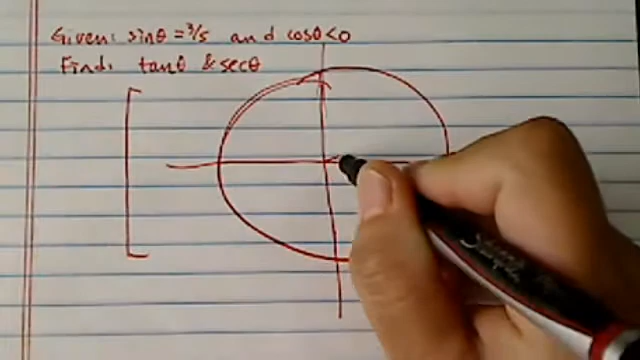 Given: sinθ = 3/5 and cosθ<0
Find: tanθ & secθ